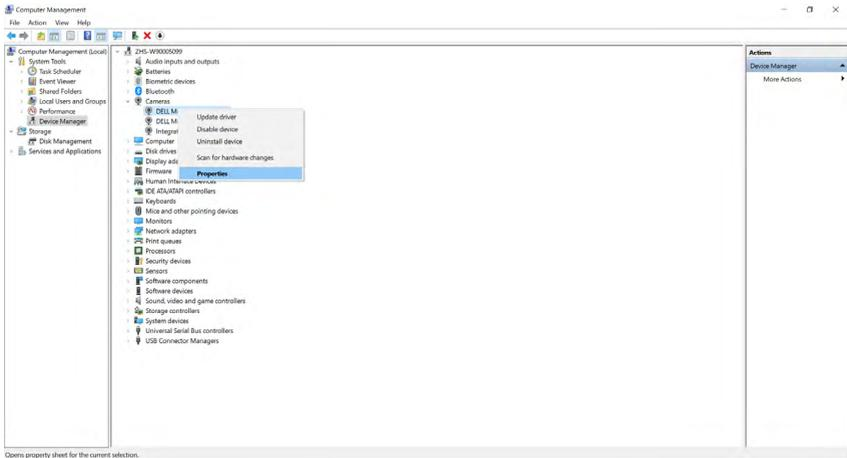 Computer Management
File Action View Help
Computer Management (Local)
System Tools
Task Scheduler
Event Viewer
Shared Folders
Local Users and Groups
Performance
Device Manager
Storage
Disk Management
Services and Applications
ZHS-W90005099
Audio inputs and outputs
Batteries
Biometric devices
Bluetooth
Cameras
DELL M
DELL M
Integrat
Computer
Disk drives
Display ada
Firmware
Human Interface Devices
IDE ATA/ATAPI controllers
Keyboards
Mice and other pointing devices
Monitors
Network adapters
Print queues
Processors
Security devices
Sensors
Software components
Software devices
Sound, video and game controllers
Storage controllers
System devices
Universal Serial Bus controllers
USB Connector Managers
Update driver
Disable device
Uninstall device
Scan for hardware changes
Properties
Actions
Device Manager
More Actions
Opens property sheet for the current selection.